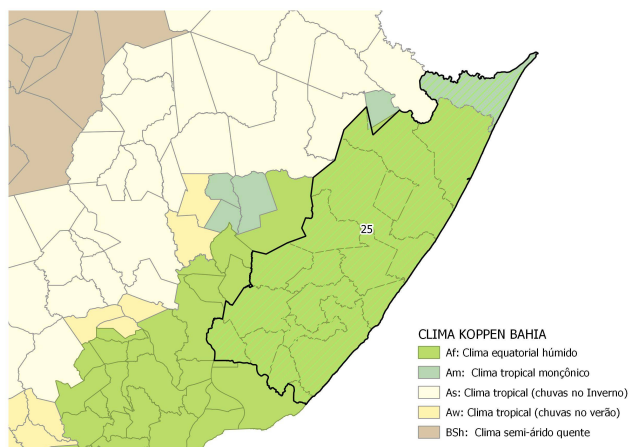 25
CLIMA KOPPEN BAHIA
Af: Clima equatorial húmido
Am: Clima tropical monçônico
As: Clima tropical (chuvas no Inverno)
Aw: Clima tropical (chuvas no verão)
BSh: Clima semi-árido quente